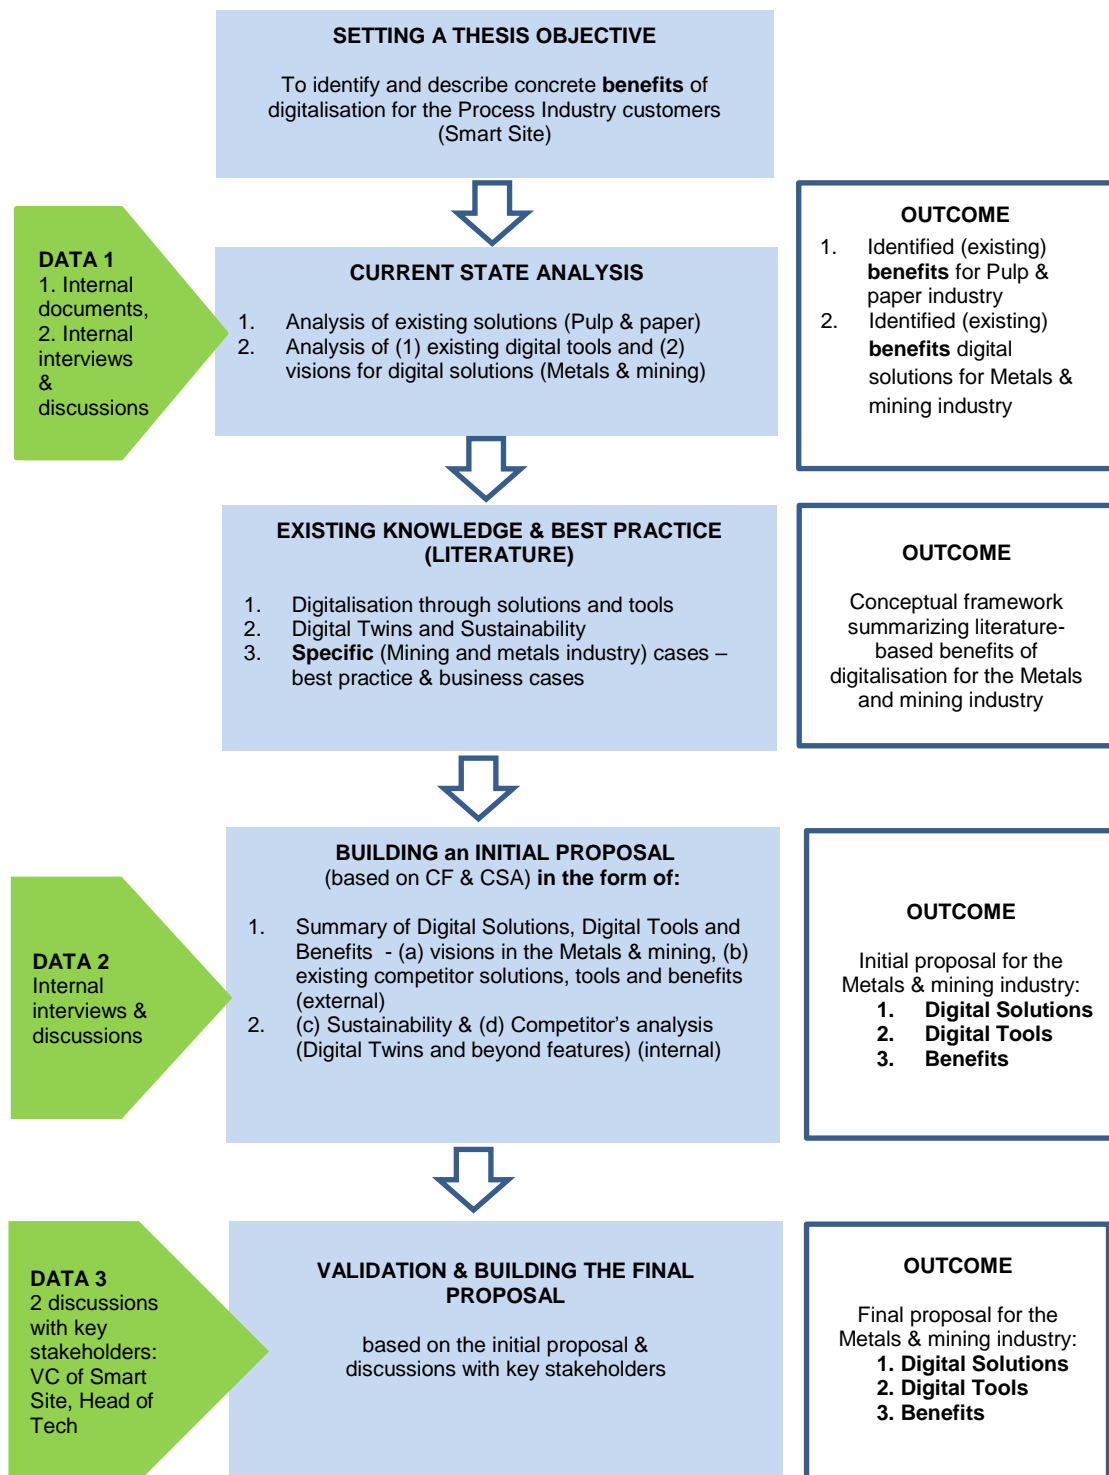 SETTING A THESIS OBJECTIVE
To identify and describe concrete benefits of
digitalisation for the Process Industry customers
(Smart Site)
DATA 1
1. Internal
documents,
2. Internal
interviews
&
discussions
CURRENT STATE ANALYSIS
1. Analysis of existing solutions (Pulp & paper)
2. Analysis of (1) existing digital tools and (2)
visions for digital solutions (Metals & mining)
OUTCOME
1. Identified (existing)
benefits for Pulp &
paper industry
2. Identified (existing)
benefits digital
solutions for Metals &
mining industry
EXISTING KNOWLEDGE & BEST PRACTICE
(LITERATURE)
1. Digitalisation through solutions and tools
2. Digital Twins and Sustainability
3. Specific (Mining and metals industry) cases –
best practice & business cases
OUTCOME
Conceptual framework
summarizing literature-
based benefits of
digitalisation for the Metals
and mining industry
DATA 2
Internal
interviews &
discussions
BUILDING an INITIAL PROPOSAL
(based on CF & CSA) in the form of:
1. Summary of Digital Solutions, Digital Tools and
Benefits - (a) visions in the Metals & mining, (b)
existing competitor solutions, tools and benefits
(external)
2. (c) Sustainability & (d) Competitor's analysis
(Digital Twins and beyond features) (internal)
OUTCOME
Initial proposal for the
Metals & mining industry:
1. Digital Solutions
2. Digital Tools
3. Benefits
DATA 3
2 discussions
with key
stakeholders:
VC of Smart
Site, Head of
Tech
VALIDATION & BUILDING THE FINAL
PROPOSAL
based on the initial proposal &
discussions with key stakeholders
OUTCOME
Final proposal for the
Metals & mining industry:
1. Digital Solutions
2. Digital Tools
3. Benefits